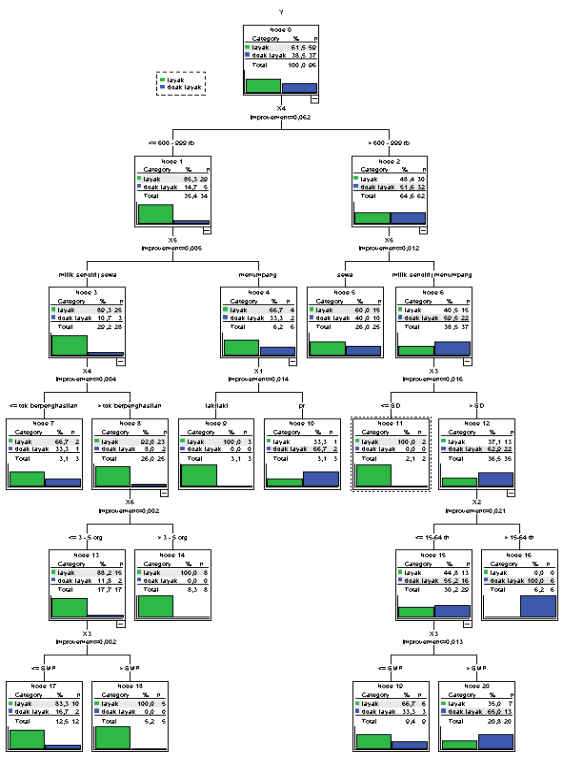 Y
Node 0
Category % n
layak 61,5 59
tidak layak 38,5 37
Total 100,0 96
layak
tidak layak
X4
Improvement=0,062
<= 600 - 999 rb
> 600 - 999 rb
Node 1
Category % n
layak 85,3 29
tidak layak 14,7 5
Total 35,4 34
Node 2
Category % n
layak 48,4 30
tidak layak 51,6 32
Total 64,6 62
X5
Improvement=0,005
X5
Improvement=0,012
milik sendiri; sewa
menumpang
sewa
milik sendiri; menumpang
Node 3
Category % n
layak 89,3 25
tidak layak 10,7 3
Total 29,2 28
Node 4
Category % n
layak 66,7 4
tidak layak 33,3 2
Total 6,2 6
Node 5
Category % n
layak 60,0 15
tidak layak 40,0 10
Total 26,0 25
Node 6
Category % n
layak 40,5 15
tidak layak 59,5 22
Total 38,5 37
X4
Improvement=0,004
X1
Improvement=0,014
X3
Improvement=0,016
<= tdk berpenghasilan
> tdk berpenghasilan
laki-laki
pr
<= SD
> SD
Node 7
Category % n
layak 66,7 2
tidak layak 33,3 1
Total 3,1 3
Node 8
Category % n
layak 92,0 23
tidak layak 8,0 2
Total 26,0 25
Node 9
Category % n
layak 100,0 3
tidak layak 0,0 0
Total 3,1 3
Node 10
Category % n
layak 33,3 1
tidak layak 66,7 2
Total 3,1 3
Node 11
Category % n
layak 100,0 2
tidak layak 0,0 0
Total 2,1 2
Node 12
Category % n
layak 37,1 13
tidak layak 62,9 22
Total 36,5 35
X6
Improvement=0,002
X2
Improvement=0,021
<= 3 - 5 org
> 3 - 5 org
<= 15-64 th
> 15-64 th
Node 13
Category % n
layak 88,2 15
tidak layak 11,8 2
Total 17,7 17
Node 14
Category % n
layak 100,0 8
tidak layak 0,0 0
Total 8,3 8
Node 15
Category % n
layak 44,8 13
tidak layak 55,2 16
Total 30,2 29
Node 16
Category % n
layak 0,0 0
tidak layak 100,0 6
Total 6,2 6
X3
Improvement=0,002
X3
Improvement=0,013
<= SMP
> SMP
<= SMP
> SMP
Node 17
Category % n
layak 83,3 10
tidak layak 16,7 2
Total 12,5 12
Node 18
Category % n
layak 100,0 5
tidak layak 0,0 0
Total 5,2 5
Node 19
Category % n
layak 66,7 6
tidak layak 33,3 3
Total 9,4 9
Node 20
Category % n
layak 35,0 7
tidak layak 65,0 13
Total 20,8 20